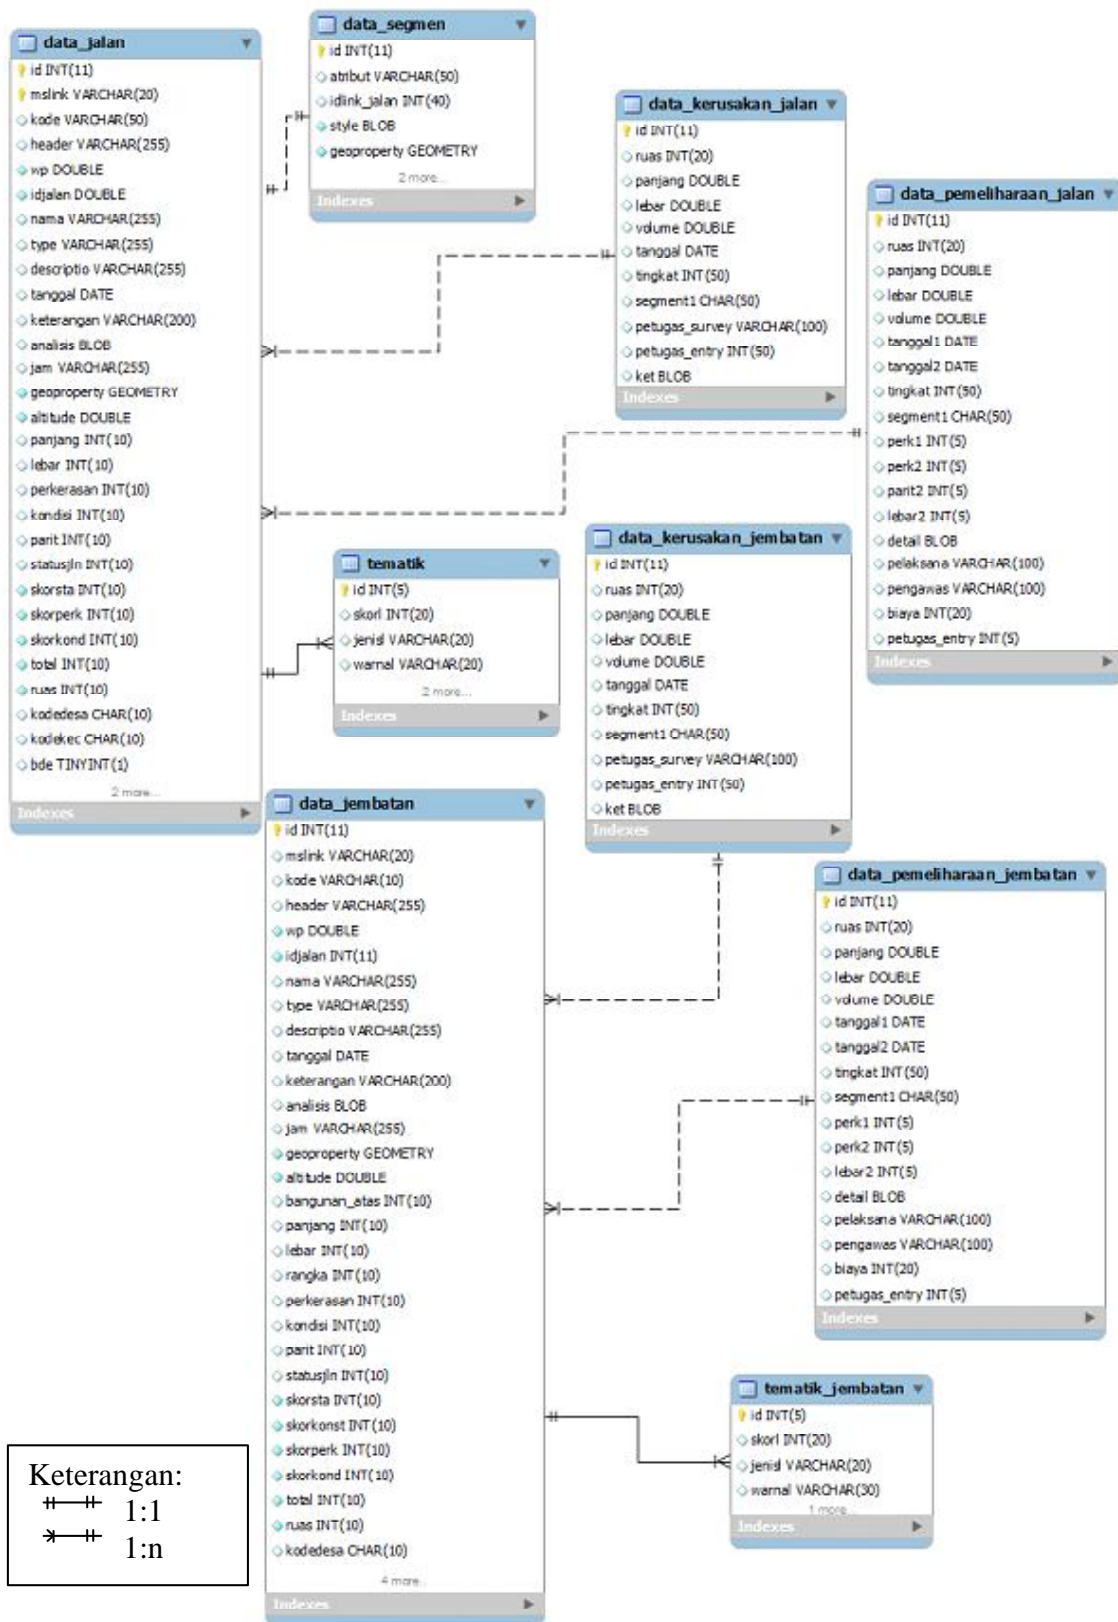 data_jalan
id INT(11)
mslink VARCHAR(20)
kode VARCHAR(50)
header VARCHAR(255)
wp DOUBLE
idjalan DOUBLE
nama VARCHAR(255)
type VARCHAR(255)
descriptio VARCHAR(255)
tanggal DATE
keterangan VARCHAR(200)
analisis BLOB
jam VARCHAR(255)
geoproperty GEOMETRY
altitude DOUBLE
panjang INT(10)
lebar INT(10)
perkerasan INT(10)
kondisi INT(10)
parit INT(10)
statusjln INT(10)
skorsta INT(10)
skorperk INT(10)
skorkond INT(10)
total INT(10)
ruas INT(10)
kodedesa CHAR(10)
kodekec CHAR(10)
bde TINYINT(1)
2 more...
Indexes
data_segmen
id INT(11)
atribut VARCHAR(50)
idlink_jalan INT(40)
style BLOB
geoproperty GEOMETRY
2 more...
Indexes
data_kerusakan_jalan
id INT(11)
ruas INT(20)
panjang DOUBLE
lebar DOUBLE
volume DOUBLE
tanggal DATE
tingkat INT(50)
segment1 CHAR(50)
petugas_survey VARCHAR(100)
petugas_entry INT(50)
ket BLOB
Indexes
data_pemeliharaan_jalan
id INT(11)
ruas INT(20)
panjang DOUBLE
lebar DOUBLE
volume DOUBLE
tanggal1 DATE
tanggal2 DATE
tingkat INT(50)
segment1 CHAR(50)
perk1 INT(5)
perk2 INT(5)
parit2 INT(5)
lebar2 INT(5)
detail BLOB
pelaksana VARCHAR(100)
pengawas VARCHAR(100)
biaya INT(20)
petugas_entry INT(5)
Indexes
tematik
id INT(5)
skorl INT(20)
jenisl VARCHAR(20)
warnal VARCHAR(20)
2 more...
Indexes
data_kerusakan_jembatan
id INT(11)
ruas INT(20)
panjang DOUBLE
lebar DOUBLE
volume DOUBLE
tanggal DATE
tingkat INT(50)
segment1 CHAR(50)
petugas_survey VARCHAR(100)
petugas_entry INT(50)
ket BLOB
Indexes
data_jembatan
id INT(11)
mslink VARCHAR(20)
kode VARCHAR(10)
header VARCHAR(255)
wp DOUBLE
idjalan INT(11)
nama VARCHAR(255)
type VARCHAR(255)
descriptio VARCHAR(255)
tanggal DATE
keterangan VARCHAR(200)
analisis BLOB
jam VARCHAR(255)
geoproperty GEOMETRY
altitude DOUBLE
bangunan_atas INT(10)
panjang INT(10)
lebar INT(10)
rangka INT(10)
perkerasan INT(10)
kondisi INT(10)
parit INT(10)
statusjln INT(10)
skorsta INT(10)
skorkonst INT(10)
skorperk INT(10)
skorkond INT(10)
total INT(10)
ruas INT(10)
kodedesa CHAR(10)
4 more...
Indexes
data_pemeliharaan_jembatan
id INT(11)
ruas INT(20)
panjang DOUBLE
lebar DOUBLE
volume DOUBLE
tanggal1 DATE
tanggal2 DATE
tingkat INT(50)
segment1 CHAR(50)
perk1 INT(5)
perk2 INT(5)
lebar2 INT(5)
detail BLOB
pelaksana VARCHAR(100)
pengawas VARCHAR(100)
biaya INT(20)
petugas_entry INT(5)
Indexes
tematik_jembatan
id INT(5)
skorl INT(20)
jenisl VARCHAR(20)
warnal VARCHAR(30)
1 more...
Indexes
Keterangan:
1:1
1:n